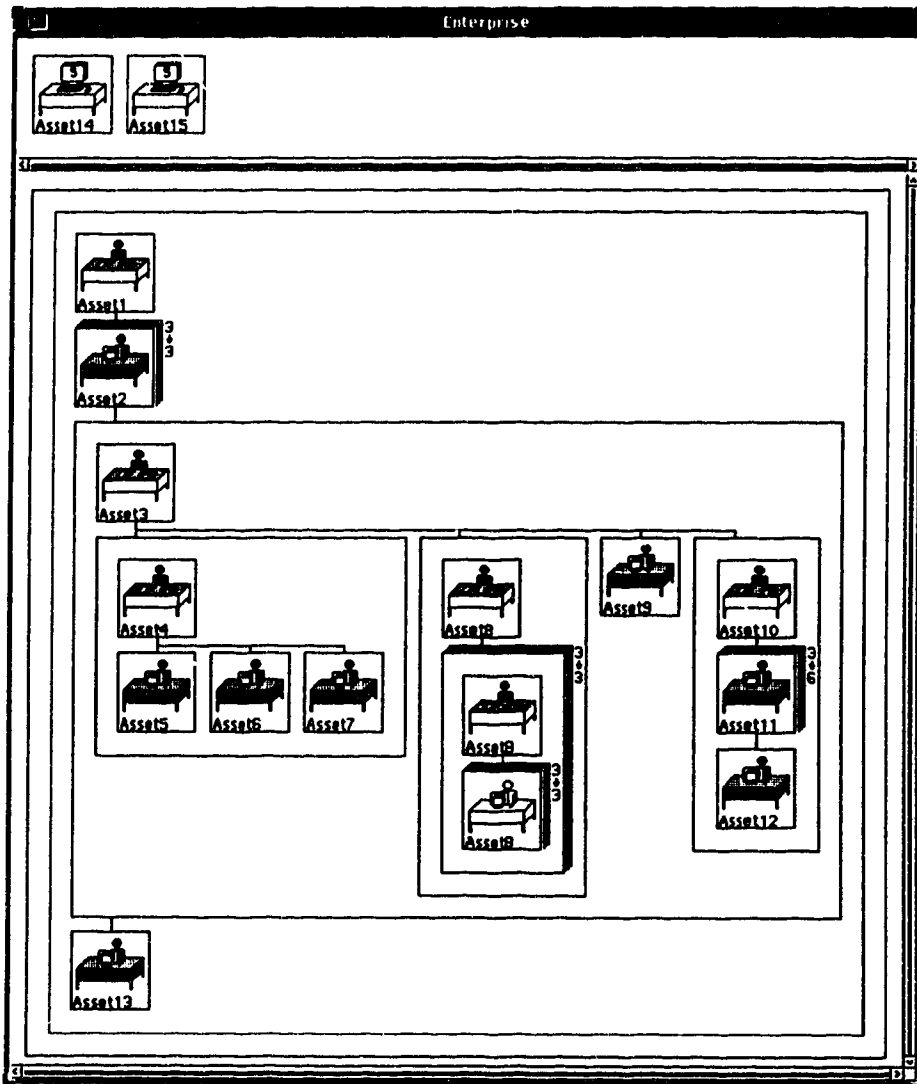 Enterprise
S
S
Asset14
Asset15
Asset1
3
3
Asset2
Asset3
Asset4
Asset8
Asset9
Asset10
Asset5
Asset6
Asset7
3
3
Asset8
3
3
Asset8
3
6
Asset11
Asset12
Asset13